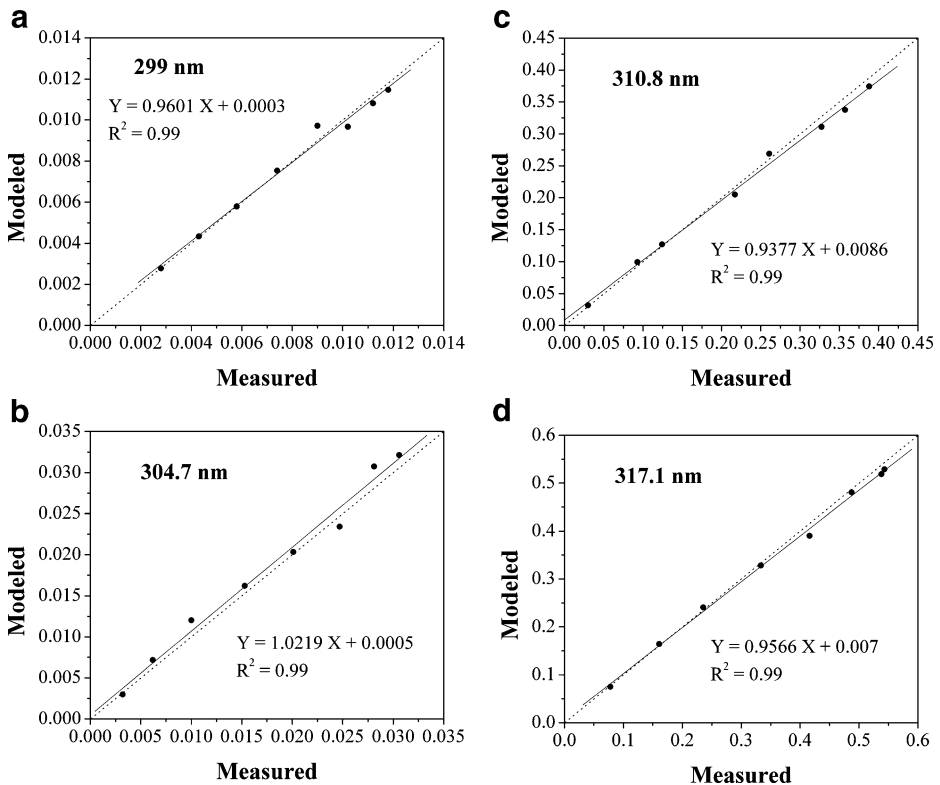 a
0.014
0.012
0.010
0.008
0.006
0.004
0.002
0.000
Modeled
299 nm
Y = 0.9601 X + 0.0003
R² = 0.99
0.000 0.002 0.004 0.006 0.008 0.010 0.012 0.014
Measured
c
0.45
0.40
0.35
0.30
0.25
0.20
0.15
0.10
0.05
0.00
Modeled
310.8 nm
Y = 0.9377 X + 0.0086
R² = 0.99
0.00 0.05 0.10 0.15 0.20 0.25 0.30 0.35 0.40 0.45
Measured
b
0.035
0.030
0.025
0.020
0.015
0.010
0.005
0.000
Modeled
304.7 nm
Y = 1.0219 X + 0.0005
R² = 0.99
0.000 0.005 0.010 0.015 0.020 0.025 0.030 0.035
Measured
d
0.6
0.5
0.4
0.3
0.2
0.1
0.0
Modeled
317.1 nm
Y = 0.9566 X + 0.007
R² = 0.99
0.0 0.1 0.2 0.3 0.4 0.5 0.6
Measured